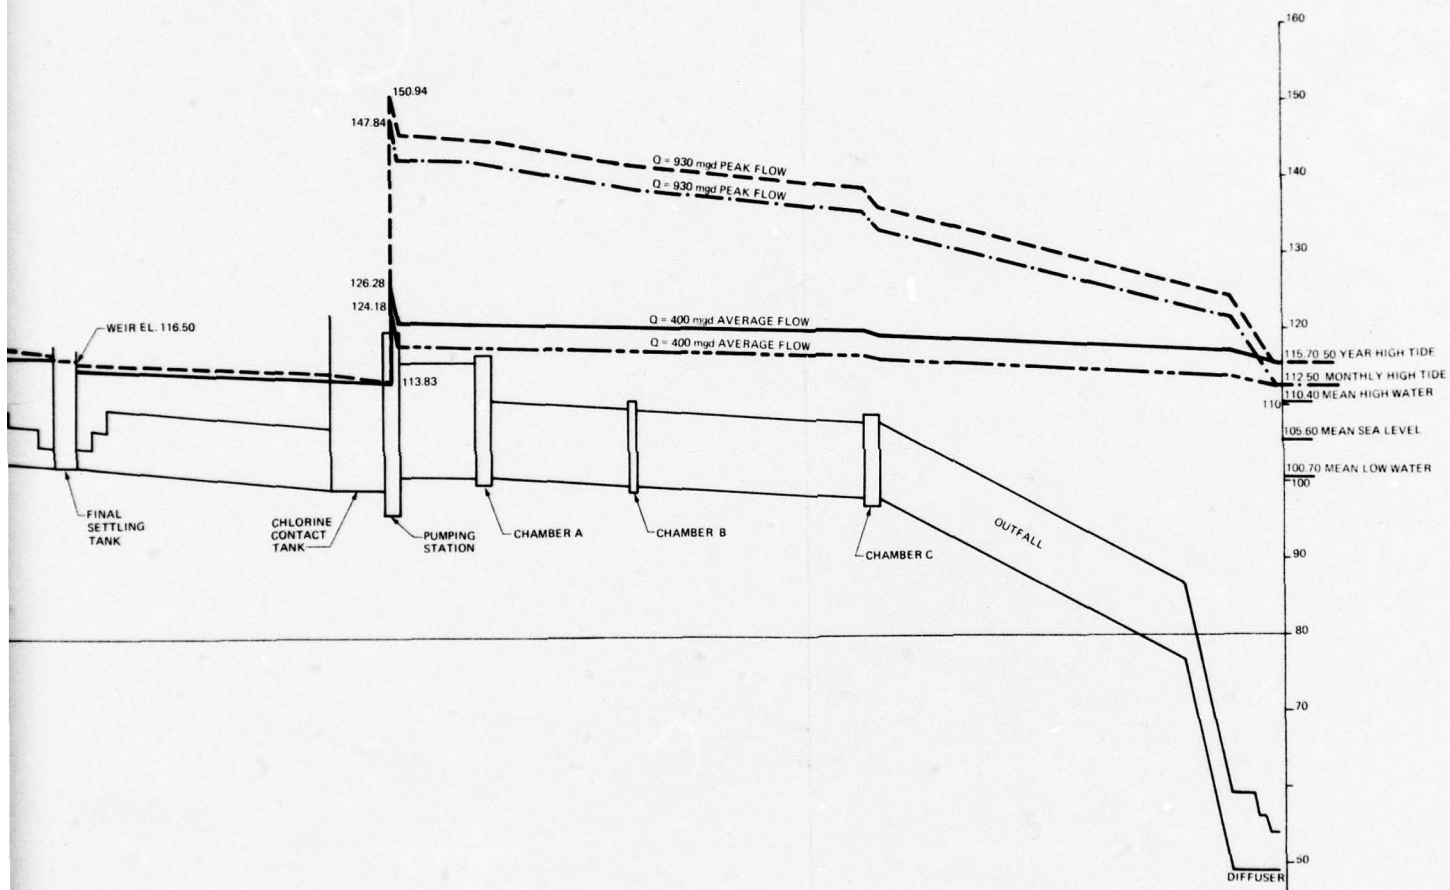 160
150.94
150
147.84
Q = 930 mgd PEAK FLOW
140
Q = 930 mgd PEAK FLOW
130
126.28
124.18
Q = 400 mgd AVERAGE FLOW
120
WEIR EL. 116.50
Q = 400 mgd AVERAGE FLOW
115.70 50 YEAR HIGH TIDE
113.83
112.50 MONTHLY HIGH TIDE
110.40 MEAN HIGH WATER
110
105.60 MEAN SEA LEVEL
100.70 MEAN LOW WATER
100
FINAL
SETTLING
TANK
CHLORINE
CONTACT
TANK
PUMPING
STATION
CHAMBER A
CHAMBER B
CHAMBER C
OUTFALL
90
80
70
50
DIFFUSER